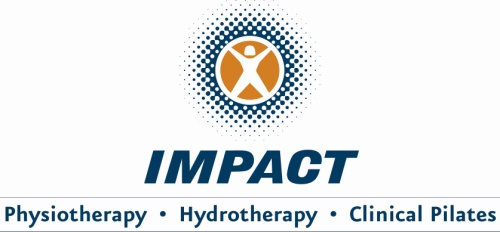 IMPACT
Physiotherapy • Hydrotherapy • Clinical Pilates